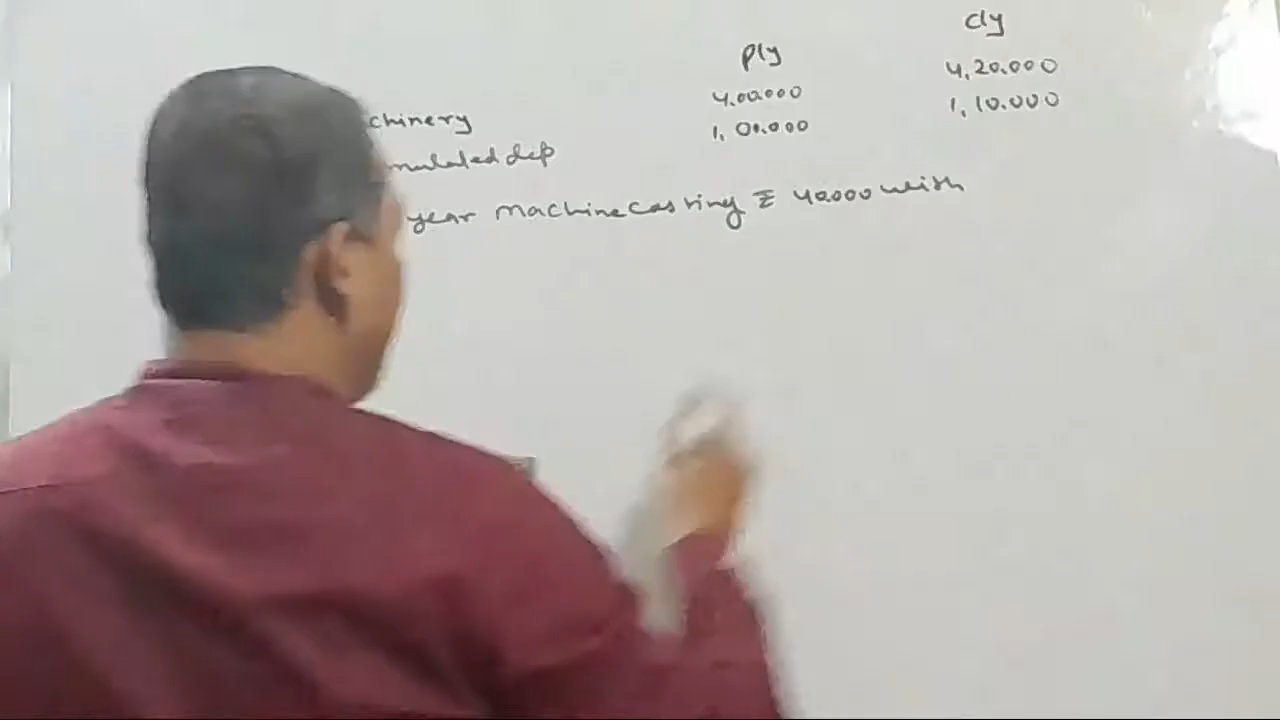 ply cly
chinery 4,00,000 4,20,000
mulated dep 1,00,000 1,10,000
year machine costing ₹ 40,000 with